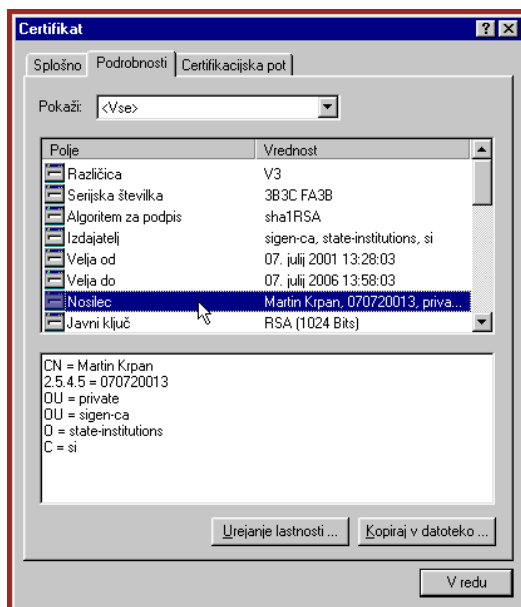 Certifikat
Splošno Podrobnosti Certifikacijska pot
Pokaži: <Vse>
Polje Vrednost
Različica V3
Serijska številka 3B3C FA3B
Algoritem za podpis sha1RSA
Izdajatelj sigen-ca, state-institutions, si
Velja od 07. julij 2001 13:28:03
Velja do 07. julij 2006 13:58:03
Nosilec Martin Krpan, 070720013, priva...
Javni ključ RSA (1024 Bits)
CN = Martin Krpan
2.5.4.5 = 070720013
OU = private
OU = sigen-ca
O = state-institutions
C = si
Urejanje lastnosti ... Kopiraj v datoteko ...
V redu